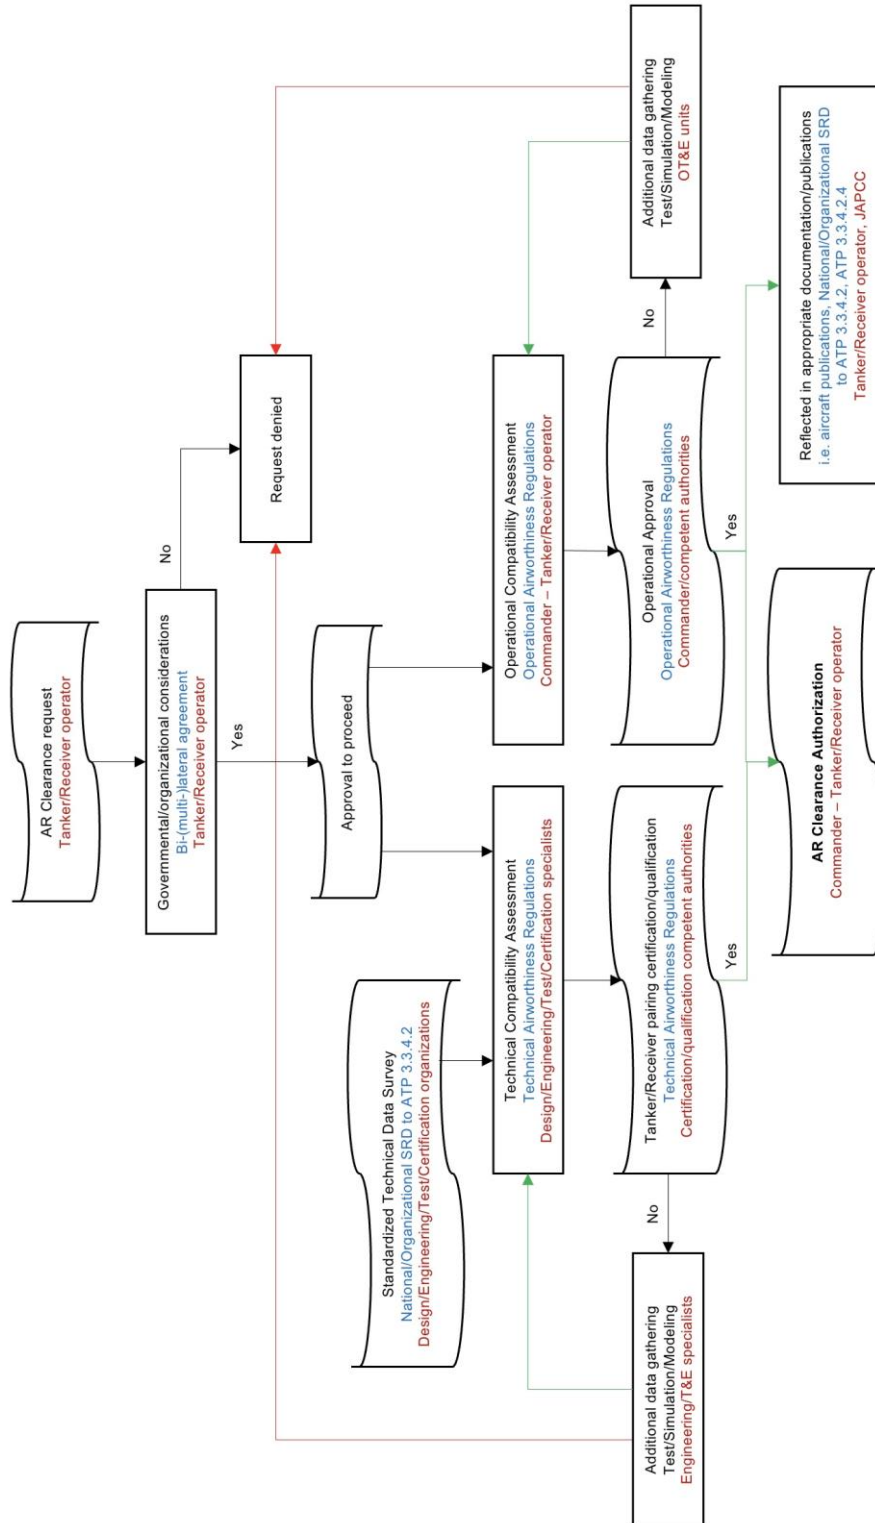 AR Clearance request
Tanker/Receiver operator
Governmental/organizational considerations
Bi-(multi-)lateral agreement
Tanker/Receiver operator
No
Request denied
Yes
Approval to proceed
Standardized Technical Data Survey
National/Organizational SRD to ATP 3.3.4.2
Design/Engineering/Test/Certification organizations
Technical Compatibility Assessment
Technical Airworthiness Regulations
Design/Engineering/Test/Certification specialists
Operational Compatibility Assessment
Operational Airworthiness Regulations
Commander – Tanker/Receiver operator
Additional data gathering
Test/Simulation/Modeling
Engineering/T&E specialists
No
Tanker/Receiver pairing certification/qualification
Technical Airworthiness Regulations
Certification/qualification competent authorities
Operational Approval
Operational Airworthiness Regulations
Commander/competent authorities
No
Additional data gathering
Test/Simulation/Modeling
OT&E units
Yes
Yes
AR Clearance Authorization
Commander – Tanker/Receiver operator
Reflected in appropriate documentation/publications
i.e. aircraft publications, National/Organizational SRD
to ATP 3.3.4.2, ATP 3.3.4.2.4
Tanker/Receiver operator, JAPCC